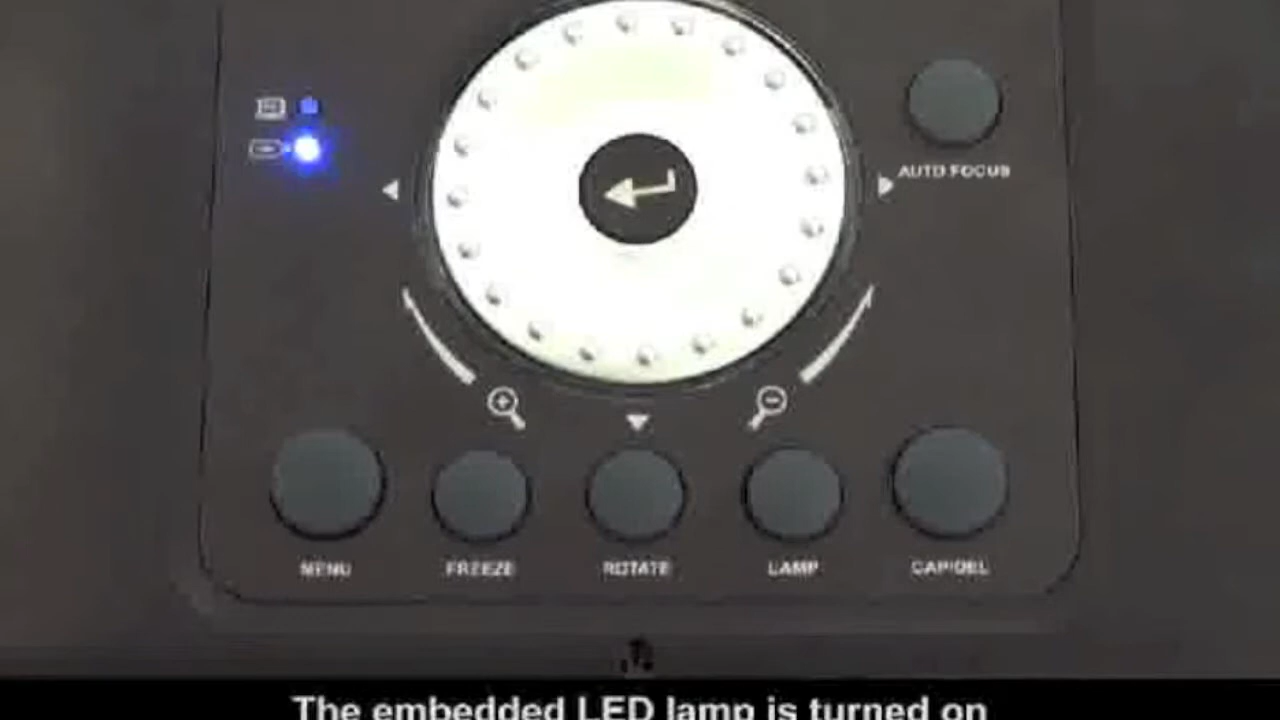 AUTO FOCUS
MENU FREEZE ROTATE LAMP CAP/DEL
The embedded LED lamp is turned on